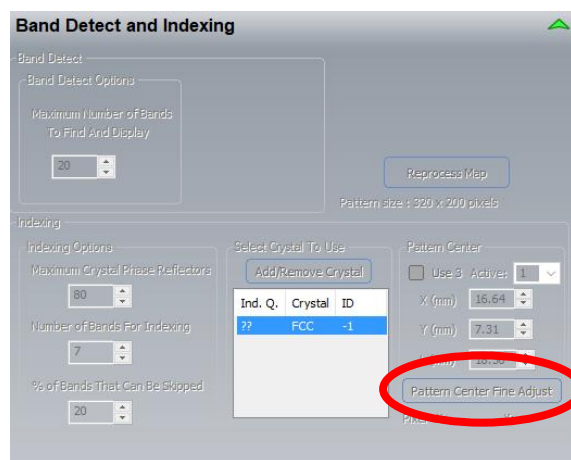 Band Detect and Indexing
Band Detect
Band Detect Options
Maximum Number of Bands
To Find And Display
20
Reprocess Map
Pattern size : 320 x 200 pixels
Indexing
Indexing Options
Maximum Crystal Phase Reflectors
80
Number of Bands For Indexing
7
% of Bands That Can Be Skipped
20
Select Crystal To Use
Add/Remove Crystal
Ind. Q. Crystal ID
?? FCC -1
Pattern Center
Use 3 Active: 1
X (mm) 16.64
Y (mm) 7.31
Pattern Center Fine Adjust